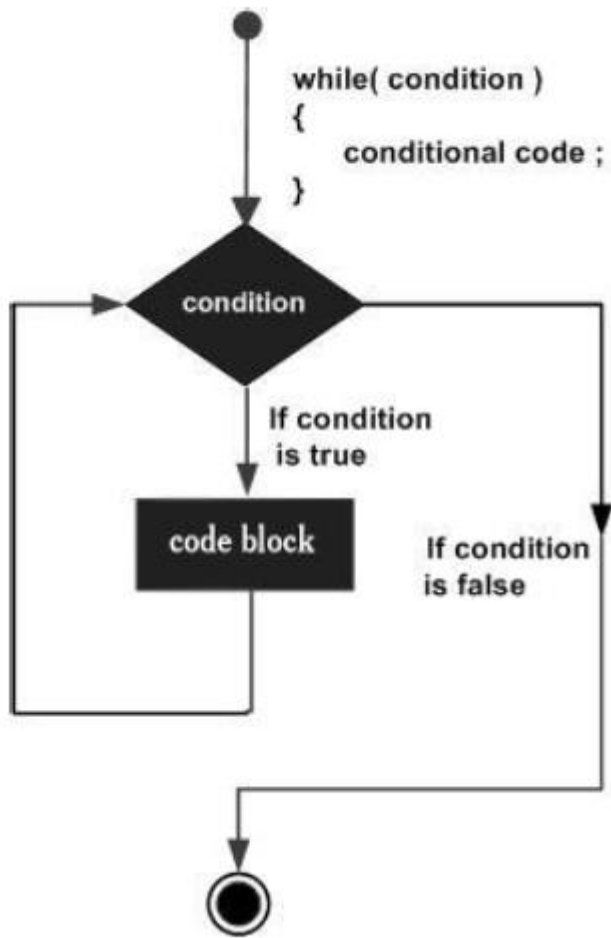 while( condition )
{
conditional code ;
}
condition
If condition
is true
code block
If condition
is false